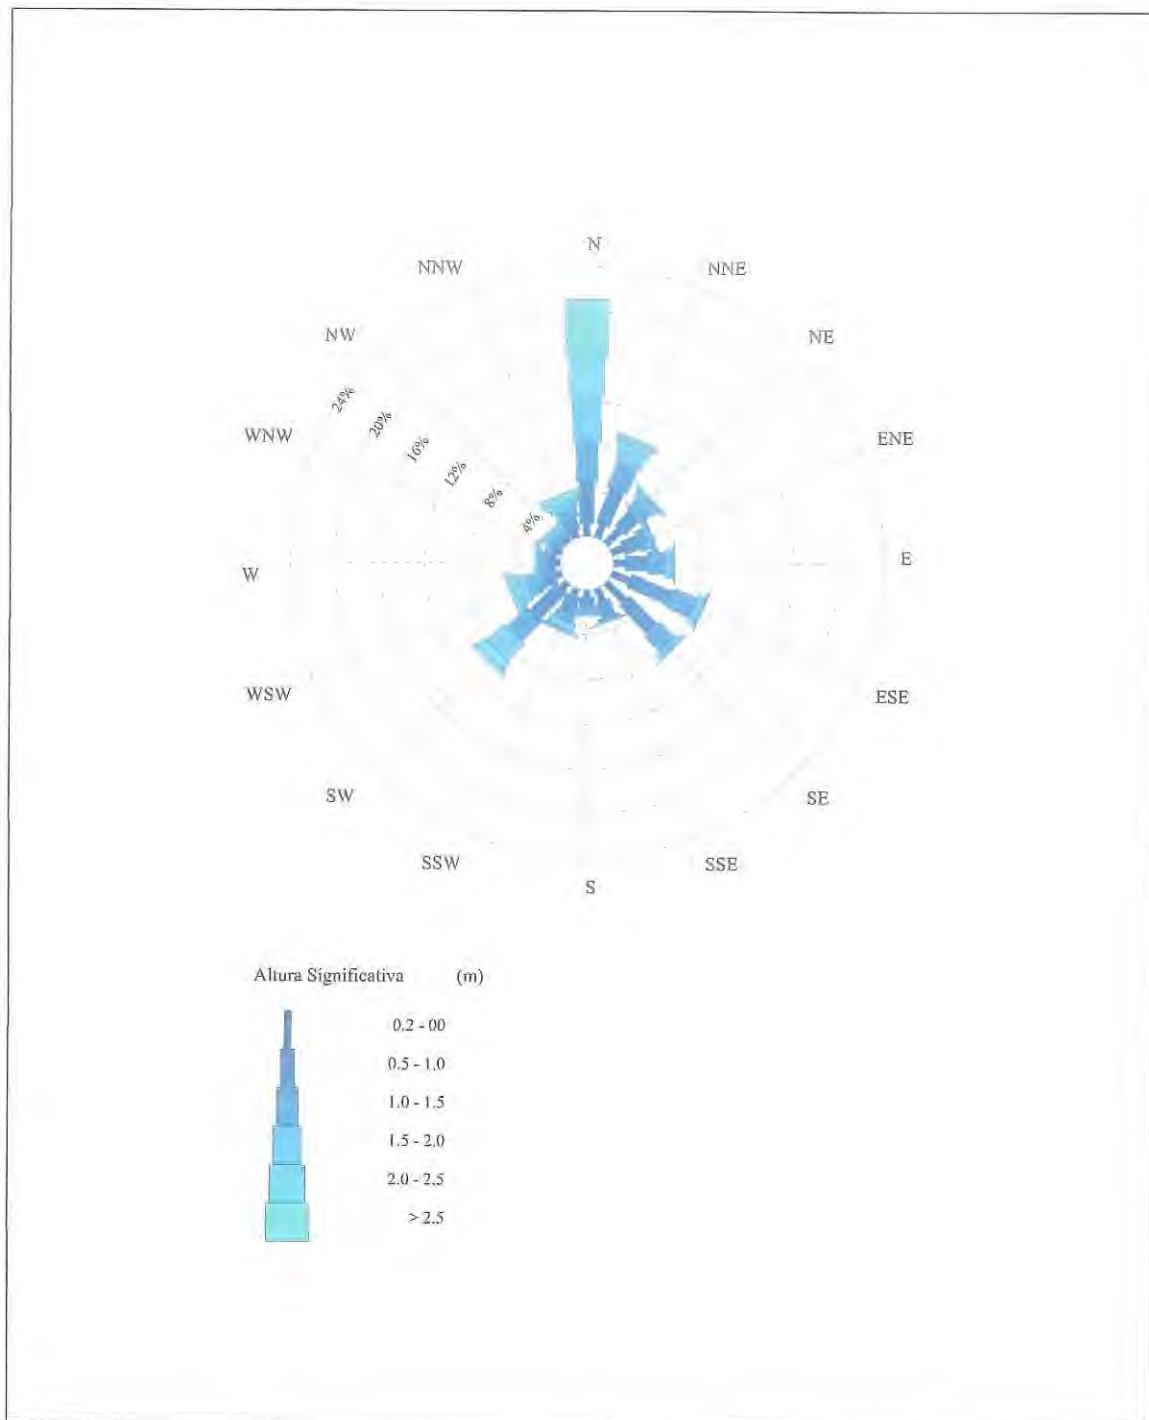 N
NNW
NNE
NW
NE
24%
20%
WNW
ENE
16%
12%
8%
4%
W
E
WSW
ESE
SW
SE
SSW
SSE
S
Altura Significativa (m)
0.2 - 00
0.5 - 1.0
1.0 - 1.5
1.5 - 2.0
2.0 - 2.5
> 2.5